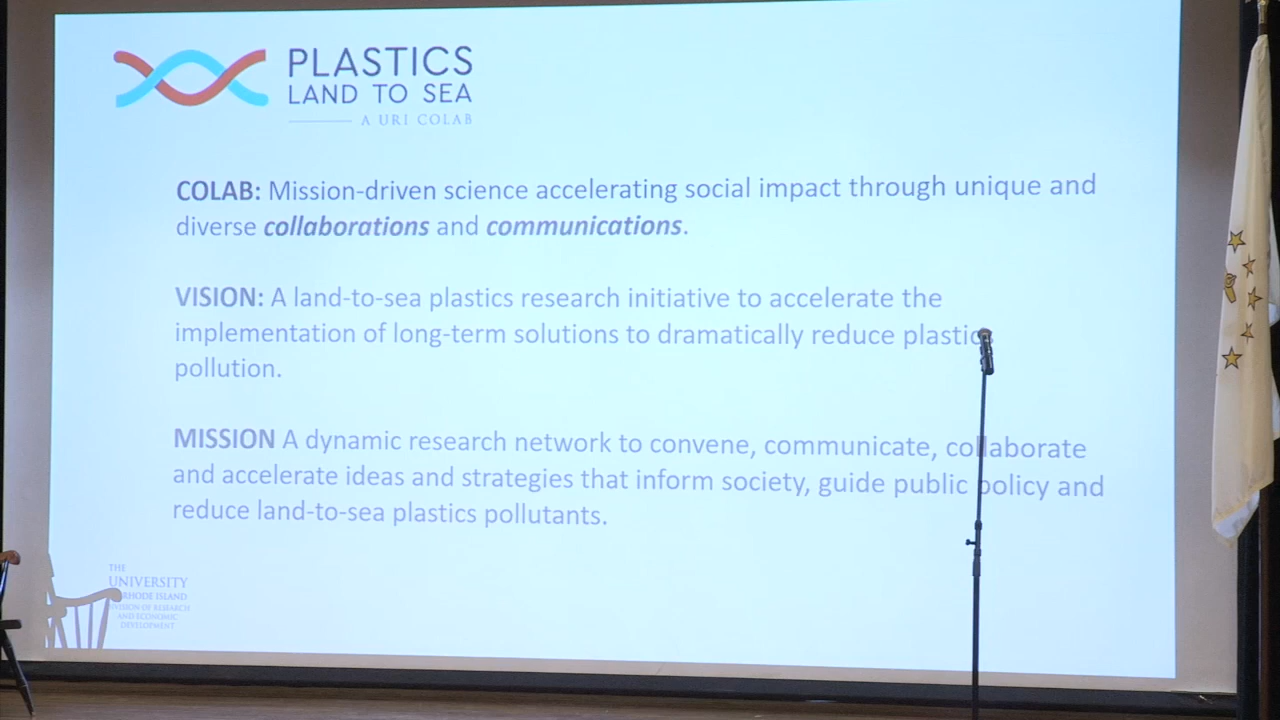 PLASTICS
LAND TO SEA
A URI COLAB
COLAB: Mission-driven science accelerating social impact through unique and
diverse collaborations and communications.
VISION: A land-to-sea plastics research initiative to accelerate the
implementation of long-term solutions to dramatically reduce plastics
pollution.
MISSION A dynamic research network to convene, communicate, collaborate
and accelerate ideas and strategies that inform society, guide public policy and
reduce land-to-sea plastics pollutants.
THE
UNIVERSITY
RHODE ISLAND
DIVISION OF RESEARCH
AND ECONOMIC
DEVELOPMENT